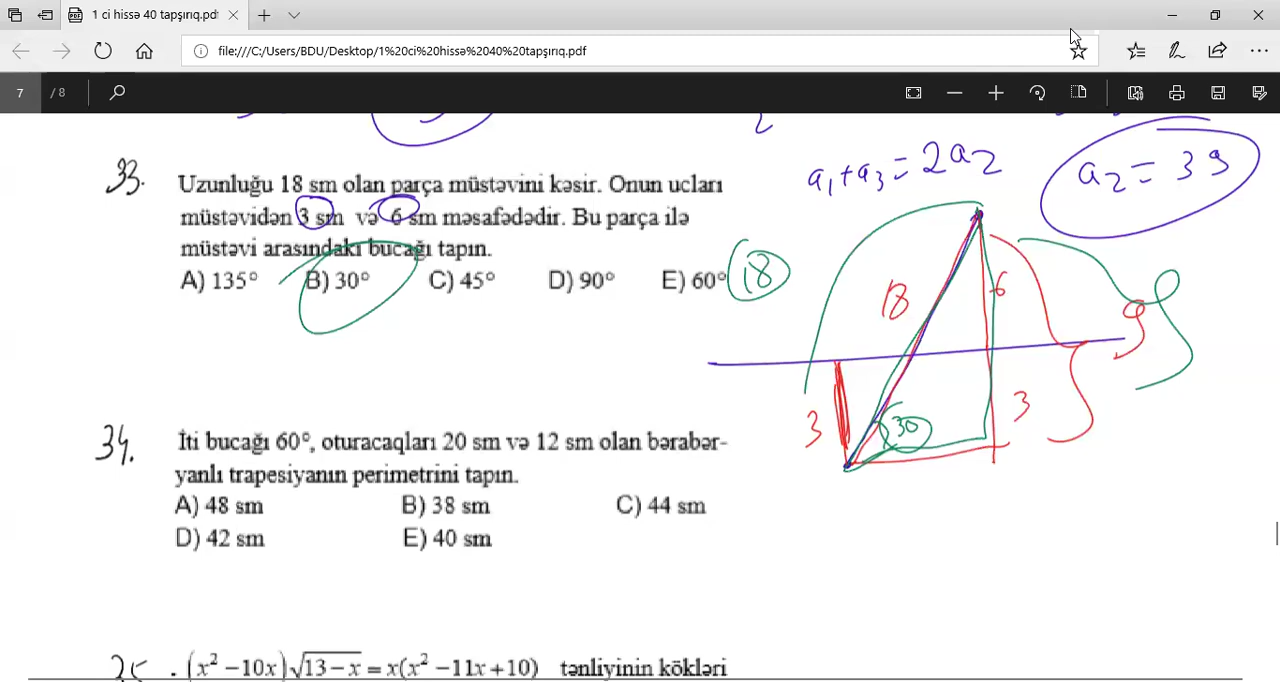 1 ci hissə 40 tapşırıq.pdf
file:///C:/Users/BDU/Desktop/1%20ci%20hissə%2040%20tapşırıq.pdf
7 / 8
2
a₁+a₃ = 2a₂
a₂ = 39
33.
Uzunluğu 18 sm olan parça müstəvini kəsir. Onun ucları
müstəvidən 3 sm və 6 sm məsafədədir. Bu parça ilə
müstəvi arasındakı bucağı tapın.
A) 135° B) 30° C) 45° D) 90° E) 60°
18
18
6
9
3
3
30
34.
İti bucağı 60°, oturacaqları 20 sm və 12 sm olan bərabər-
yanlı trapesiyanın perimetrini tapın.
A) 48 sm B) 38 sm C) 44 sm
D) 42 sm E) 40 sm
35. (x² −10x)√13−x = x(x² −11x+10) tənliyinin kökləri